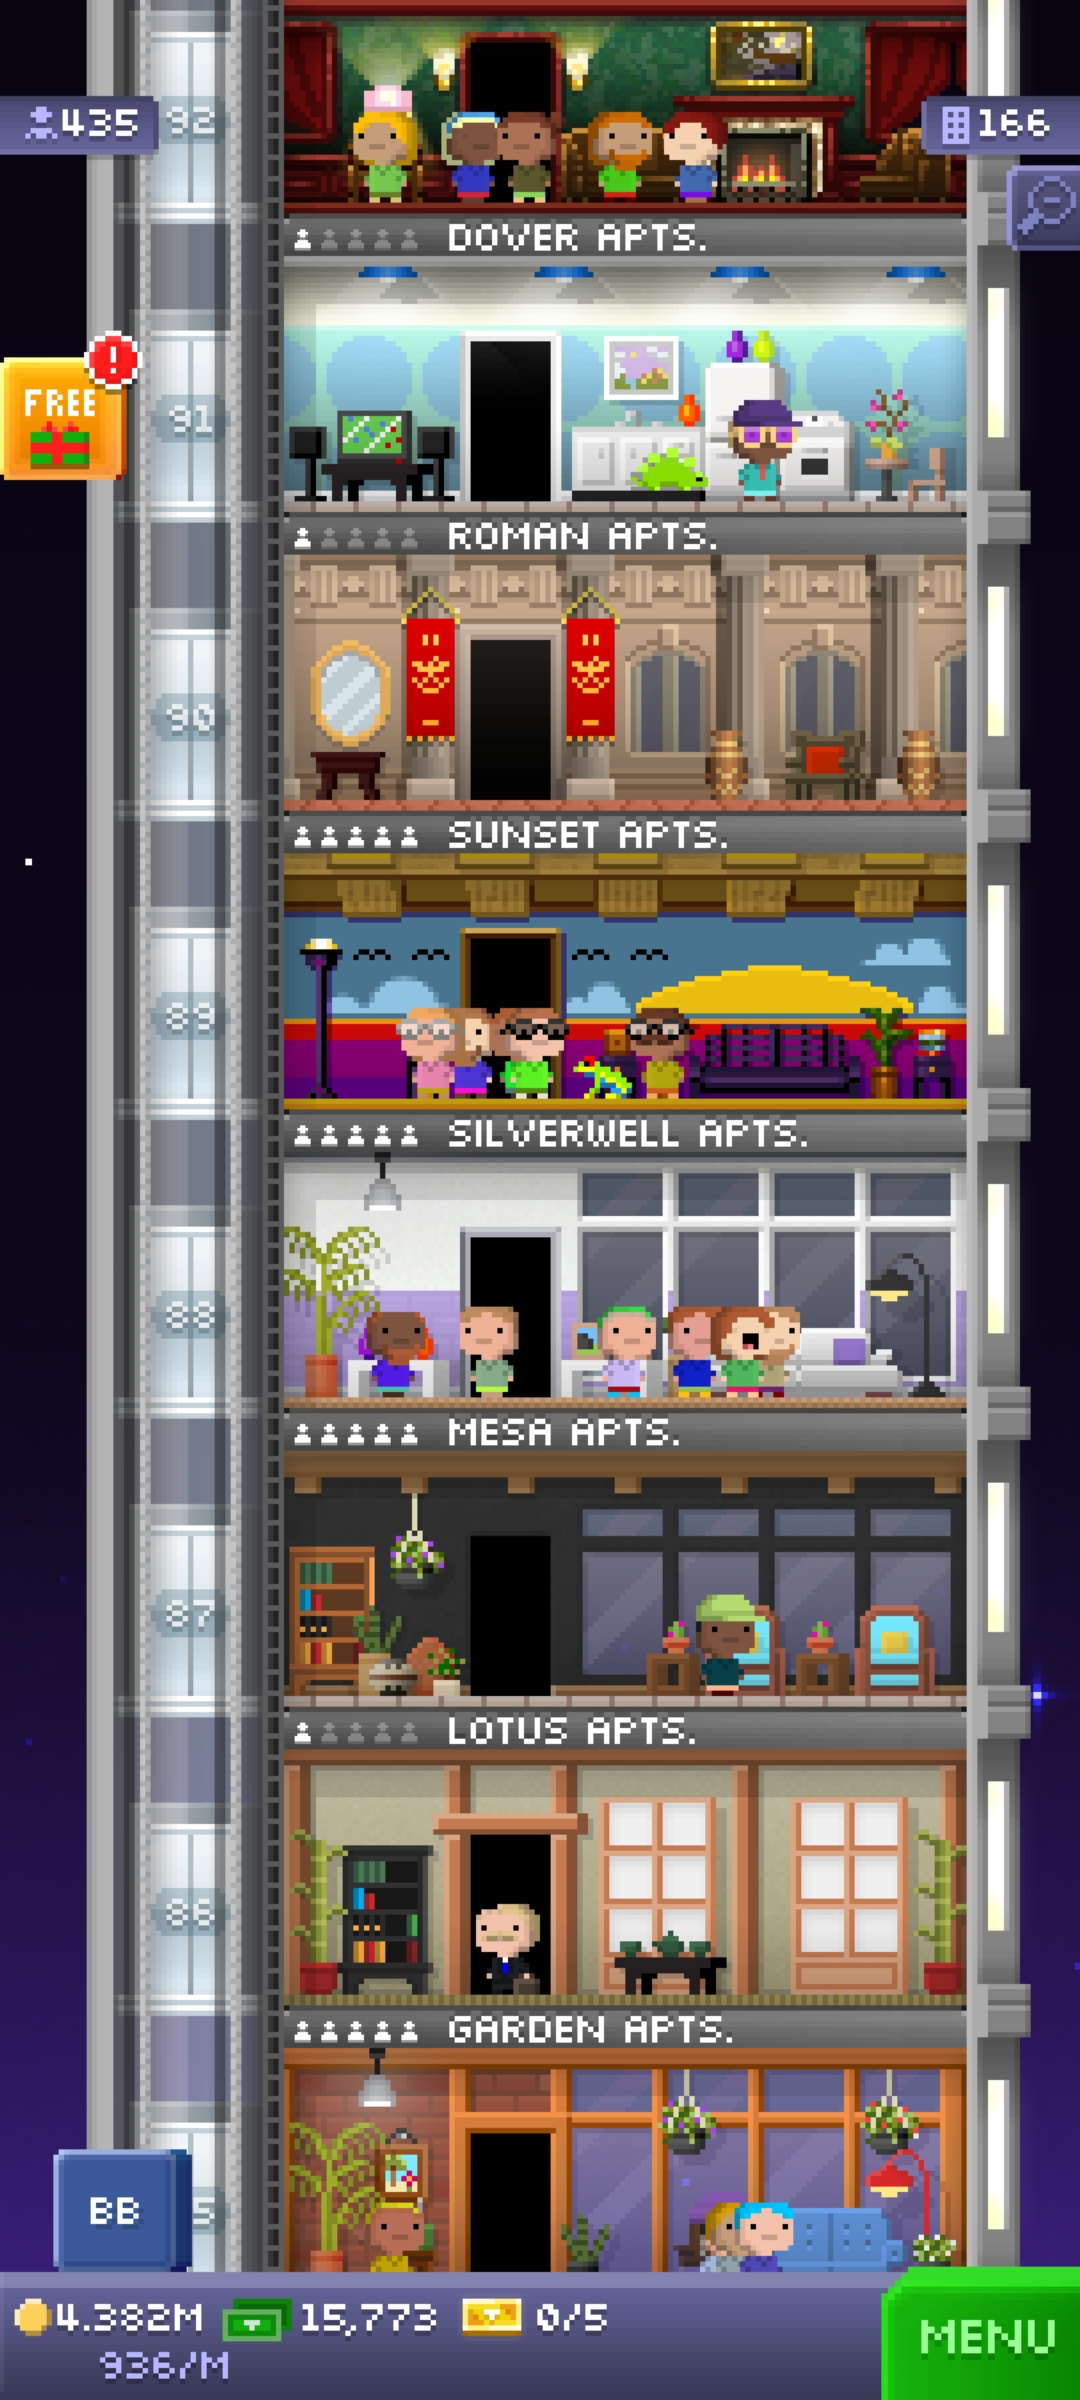 435
92
166
DOVER APTS.
FREE
!
91
ROMAN APTS.
90
SUNSET APTS.
89
SILVERWELL APTS.
88
MESA APTS.
87
LOTUS APTS.
86
GARDEN APTS.
BB
5
4.382M
15,773
0/5
MENU
936/M